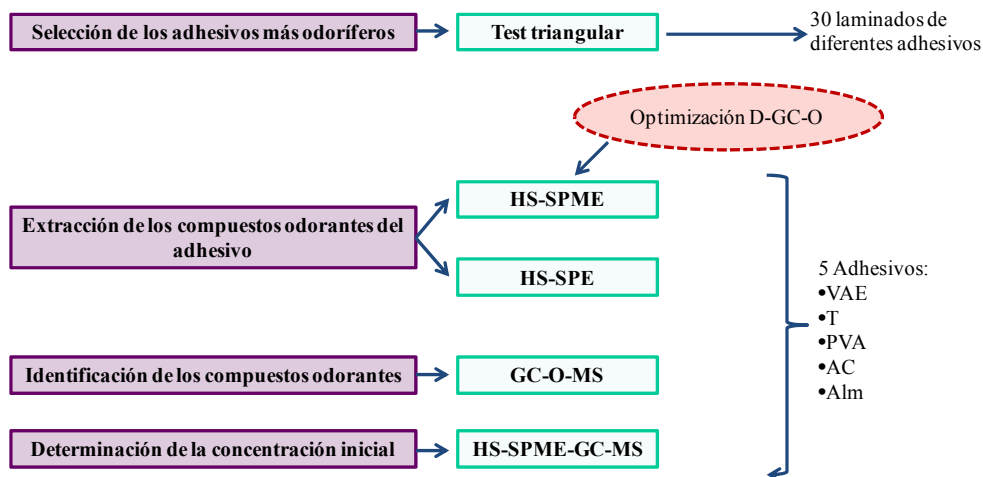 Selección de los adhesivos más odoríferos
Test triangular
30 laminados de
diferentes adhesivos
Optimización D-GC-O
Extracción de los compuestos odorantes del
adhesivo
HS-SPME
HS-SPE
5 Adhesivos:
•VAE
•T
•PVA
•AC
•Alm
Identificación de los compuestos odorantes
GC-O-MS
Determinación de la concentración inicial
HS-SPME-GC-MS